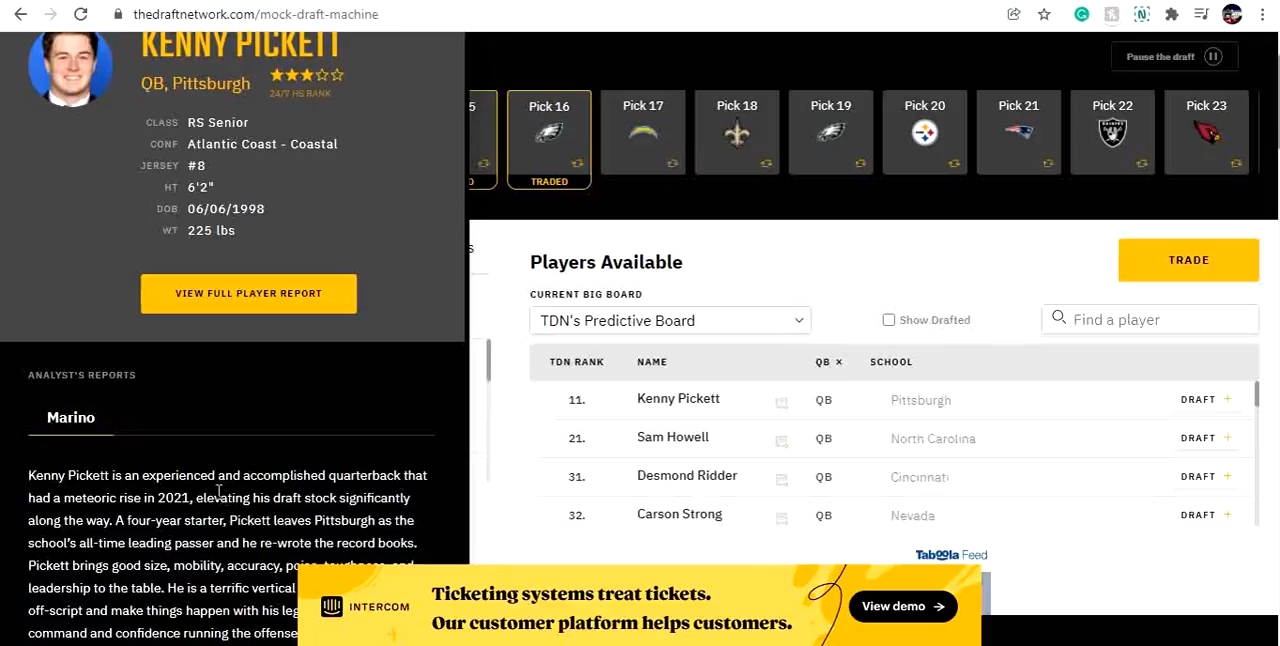 thedraftnetwork.com/mock-draft-machine
KENNY PICKETT
QB, Pittsburgh
24/7 HS RANK
CLASS RS Senior
CONF Atlantic Coast - Coastal
JERSEY #8
HT 6'2"
DOB 06/06/1998
WT 225 lbs
VIEW FULL PLAYER REPORT
ANALYST'S REPORTS
Marino
Kenny Pickett is an experienced and accomplished quarterback that
had a meteoric rise in 2021, elevating his draft stock significantly
along the way. A four-year starter, Pickett leaves Pittsburgh as the
school's all-time leading passer and he re-wrote the record books.
Pickett brings good size, mobility, accuracy, poise, toughness, and
leadership to the table. He is a terrific vertical
off-script and make things happen with his leg
command and confidence running the offense
Pause the draft
5
Pick 16
Pick 17
Pick 18
Pick 19
Pick 20
Pick 21
Pick 22
Pick 23
D
TRADED
RAIDERS
s
Players Available
TRADE
CURRENT BIG BOARD
TDN's Predictive Board
Show Drafted
Find a player
TDN RANK NAME QB × SCHOOL
11. Kenny Pickett QB Pittsburgh DRAFT +
21. Sam Howell QB North Carolina DRAFT +
31. Desmond Ridder QB Cincinnati DRAFT +
32. Carson Strong QB Nevada DRAFT +
Taboola Feed
INTERCOM
Ticketing systems treat tickets.
Our customer platform helps customers.
View demo →